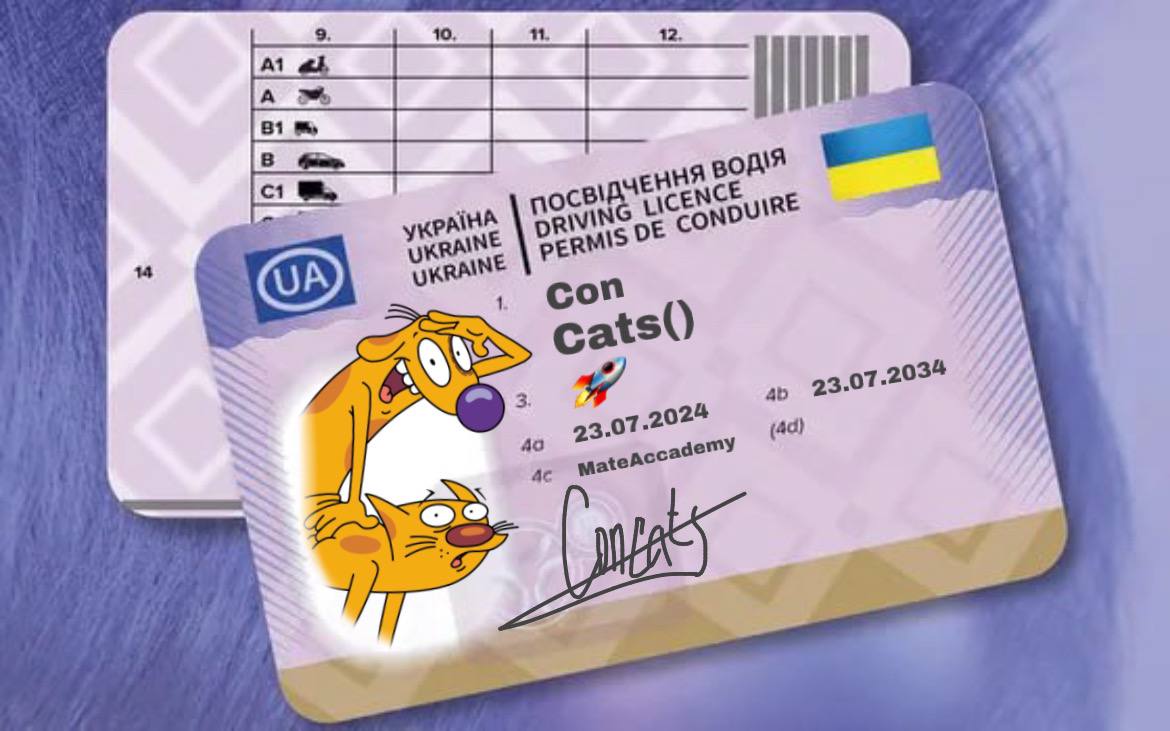 9. 10. 11. 12.
A1
A
B1
B
C1
14
UA
УКРАЇНА
UKRAINE
UKRAINE
ПОСВІДЧЕННЯ ВОДІЯ
DRIVING LICENCE
PERMIS DE CONDUIRE
1. Con
Cats()
3.
4a 23.07.2024 4b 23.07.2034
4c MateAccademy (4d)
Concats